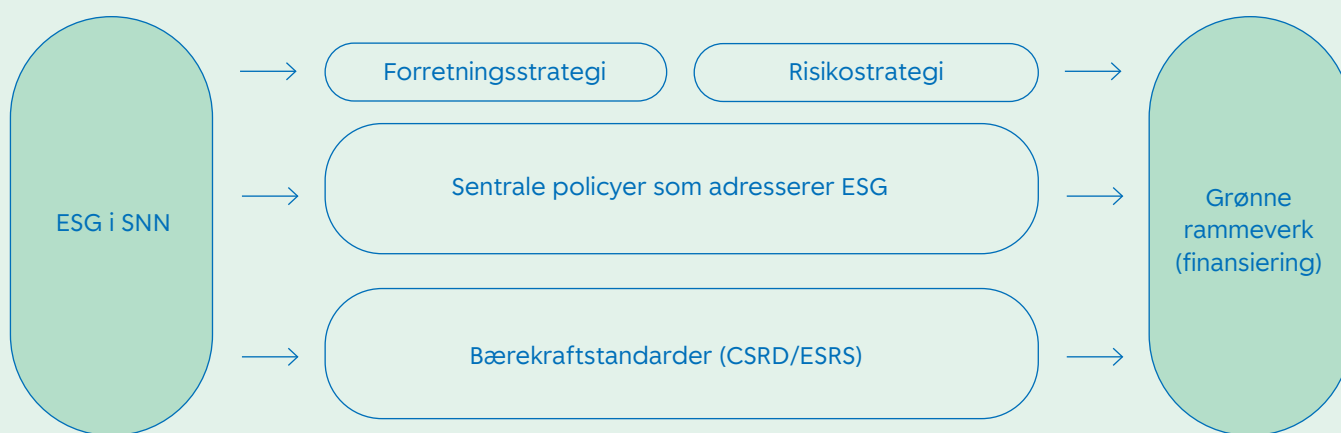 ESG i SNN
Forretningsstrategi
Risikostrategi
Sentrale policyer som adresserer ESG
Bærekraftstandarder (CSRD/ESRS)
Grønne
rammeverk
(finansiering)